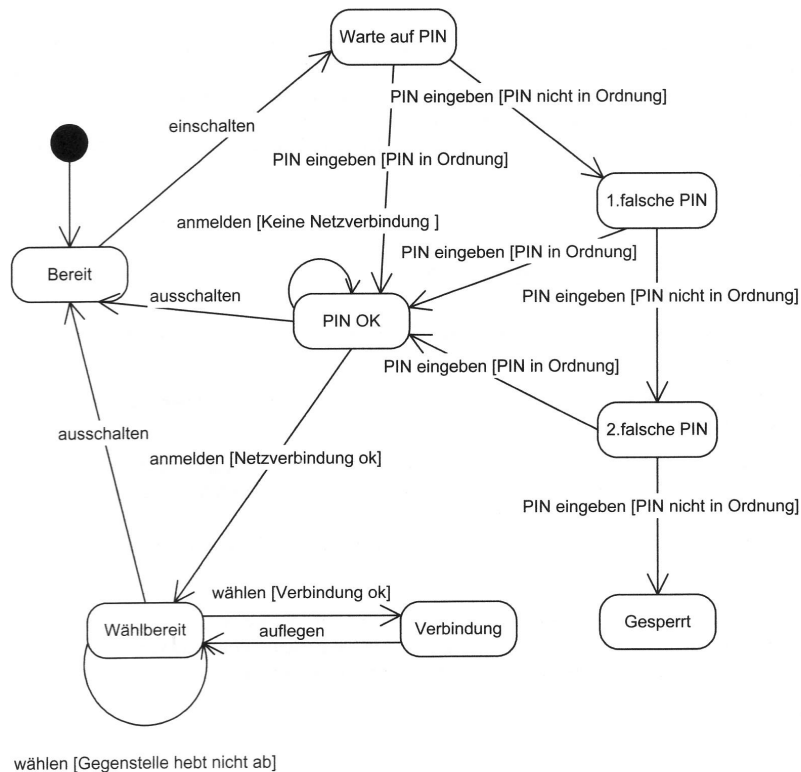 Warte auf PIN
PIN eingeben [PIN nicht in Ordnung]
einschalten
PIN eingeben [PIN in Ordnung]
1.falsche PIN
anmelden [Keine Netzverbindung ]
PIN eingeben [PIN in Ordnung]
Bereit
ausschalten
PIN eingeben [PIN nicht in Ordnung]
PIN OK
PIN eingeben [PIN in Ordnung]
ausschalten
2.falsche PIN
anmelden [Netzverbindung ok]
PIN eingeben [PIN nicht in Ordnung]
wählen [Verbindung ok]
Wählbereit
auflegen
Verbindung
Gesperrt
wählen [Gegenstelle hebt nicht ab]